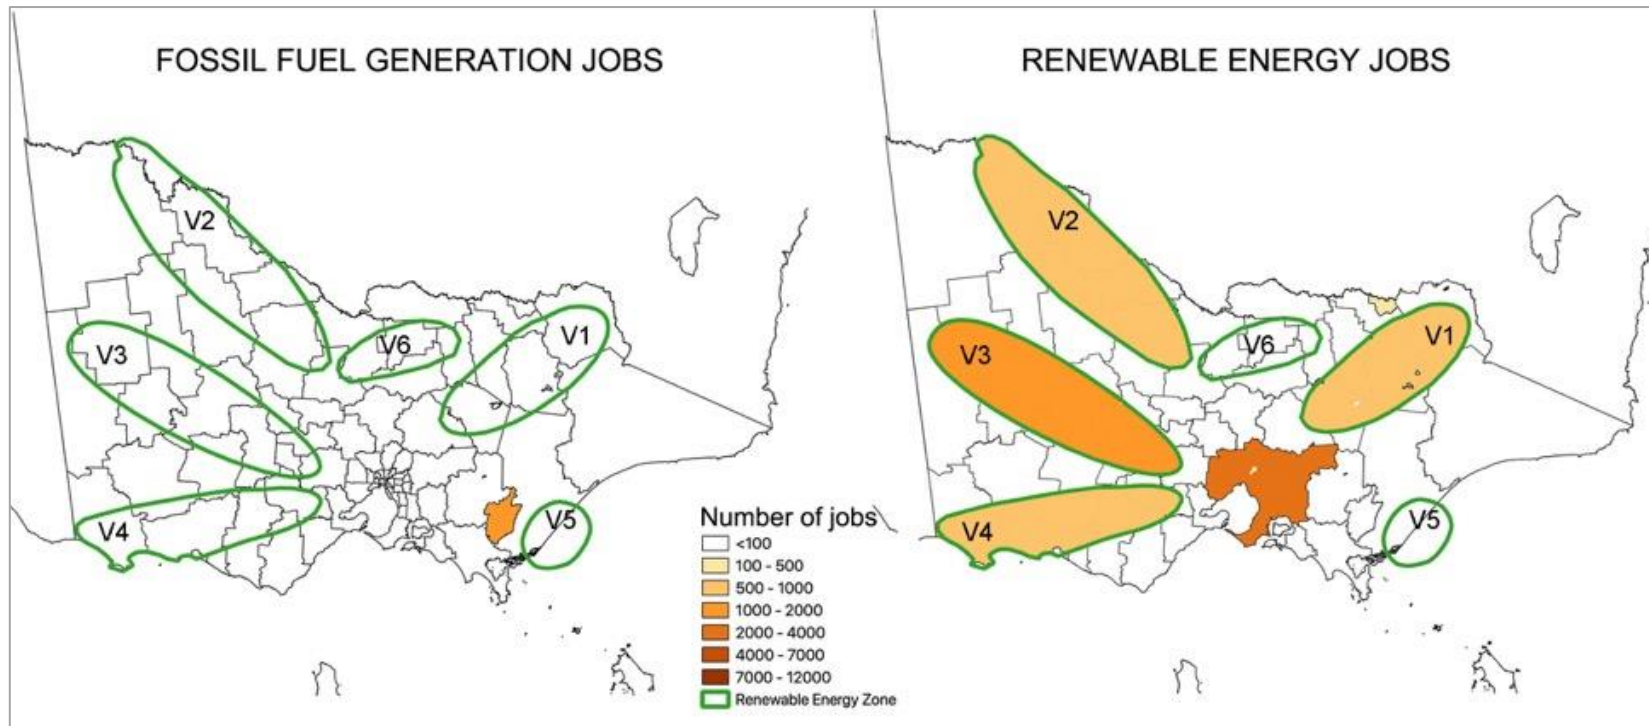 FOSSIL FUEL GENERATION JOBS
V2
V3
V6
V1
V4
V5
RENEWABLE ENERGY JOBS
V2
V3
V6
V1
V4
V5
Number of jobs
<100
100 - 500
500 - 1000
1000 - 2000
2000 - 4000
4000 - 7000
7000 - 12000
Renewable Energy Zone